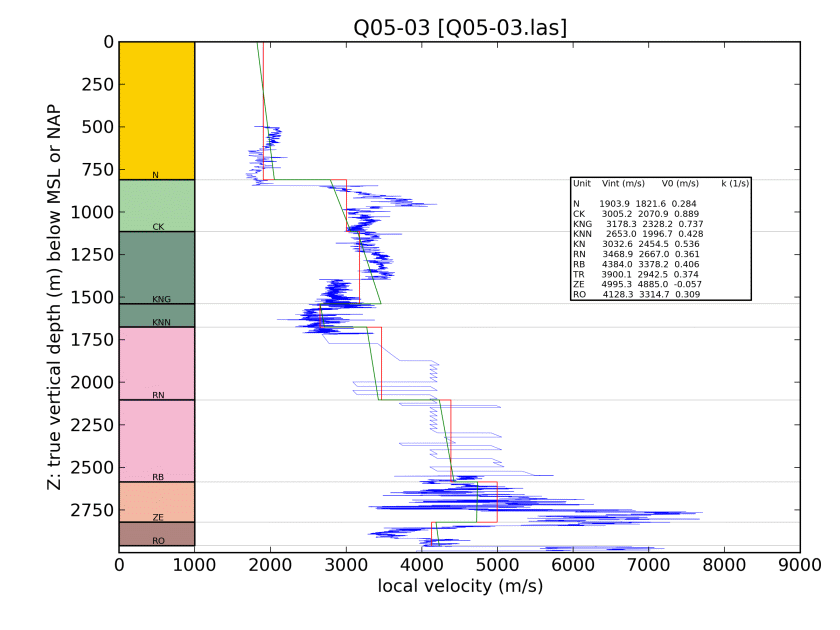 Q05-03 [Q05-03.las]
Z: true vertical depth (m) below MSL or NAP
0
250
500
750
1000
1250
1500
1750
2000
2250
2500
2750
N
CK
KNG
KNN
RN
RB
ZE
RO
Unit Vint (m/s) V0 (m/s) k (1/s)
N 1903.9 1821.6 0.284
CK 3005.2 2070.9 0.889
KNG 3178.3 2328.2 0.737
KNN 2653.0 1996.7 0.428
KN 3032.6 2454.5 0.536
RN 3468.9 2667.0 0.361
RB 4384.0 3378.2 0.406
TR 3900.1 2942.5 0.374
ZE 4995.3 4885.0 -0.057
RO 4128.3 3314.7 0.309
0 1000 2000 3000 4000 5000 6000 7000 8000 9000
local velocity (m/s)